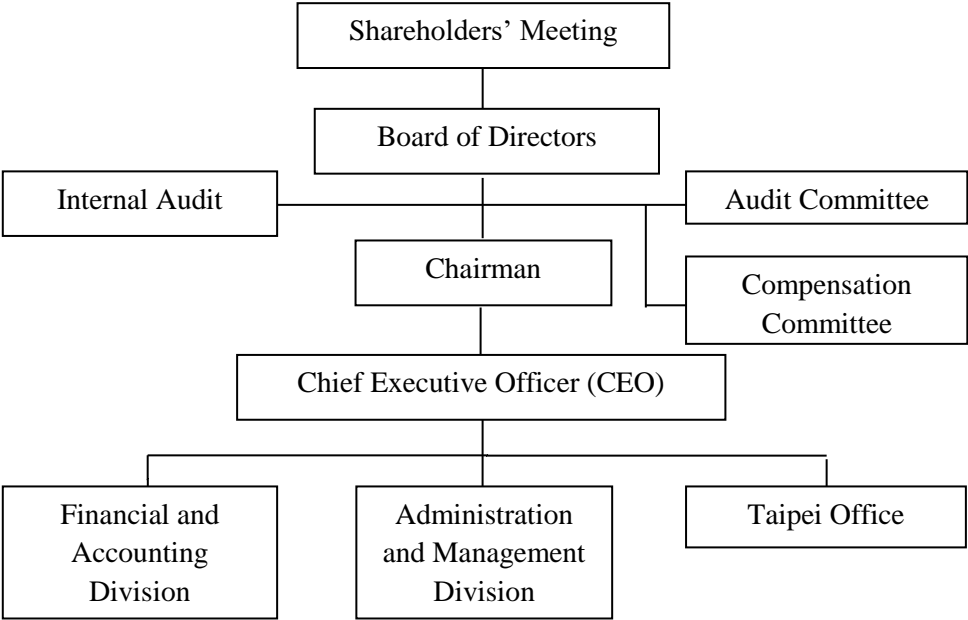 Shareholders’ Meeting
Board of Directors
Internal Audit
Audit Committee
Chairman
Compensation
Committee
Chief Executive Officer (CEO)
Financial and
Accounting
Division
Administration
and Management
Division
Taipei Office